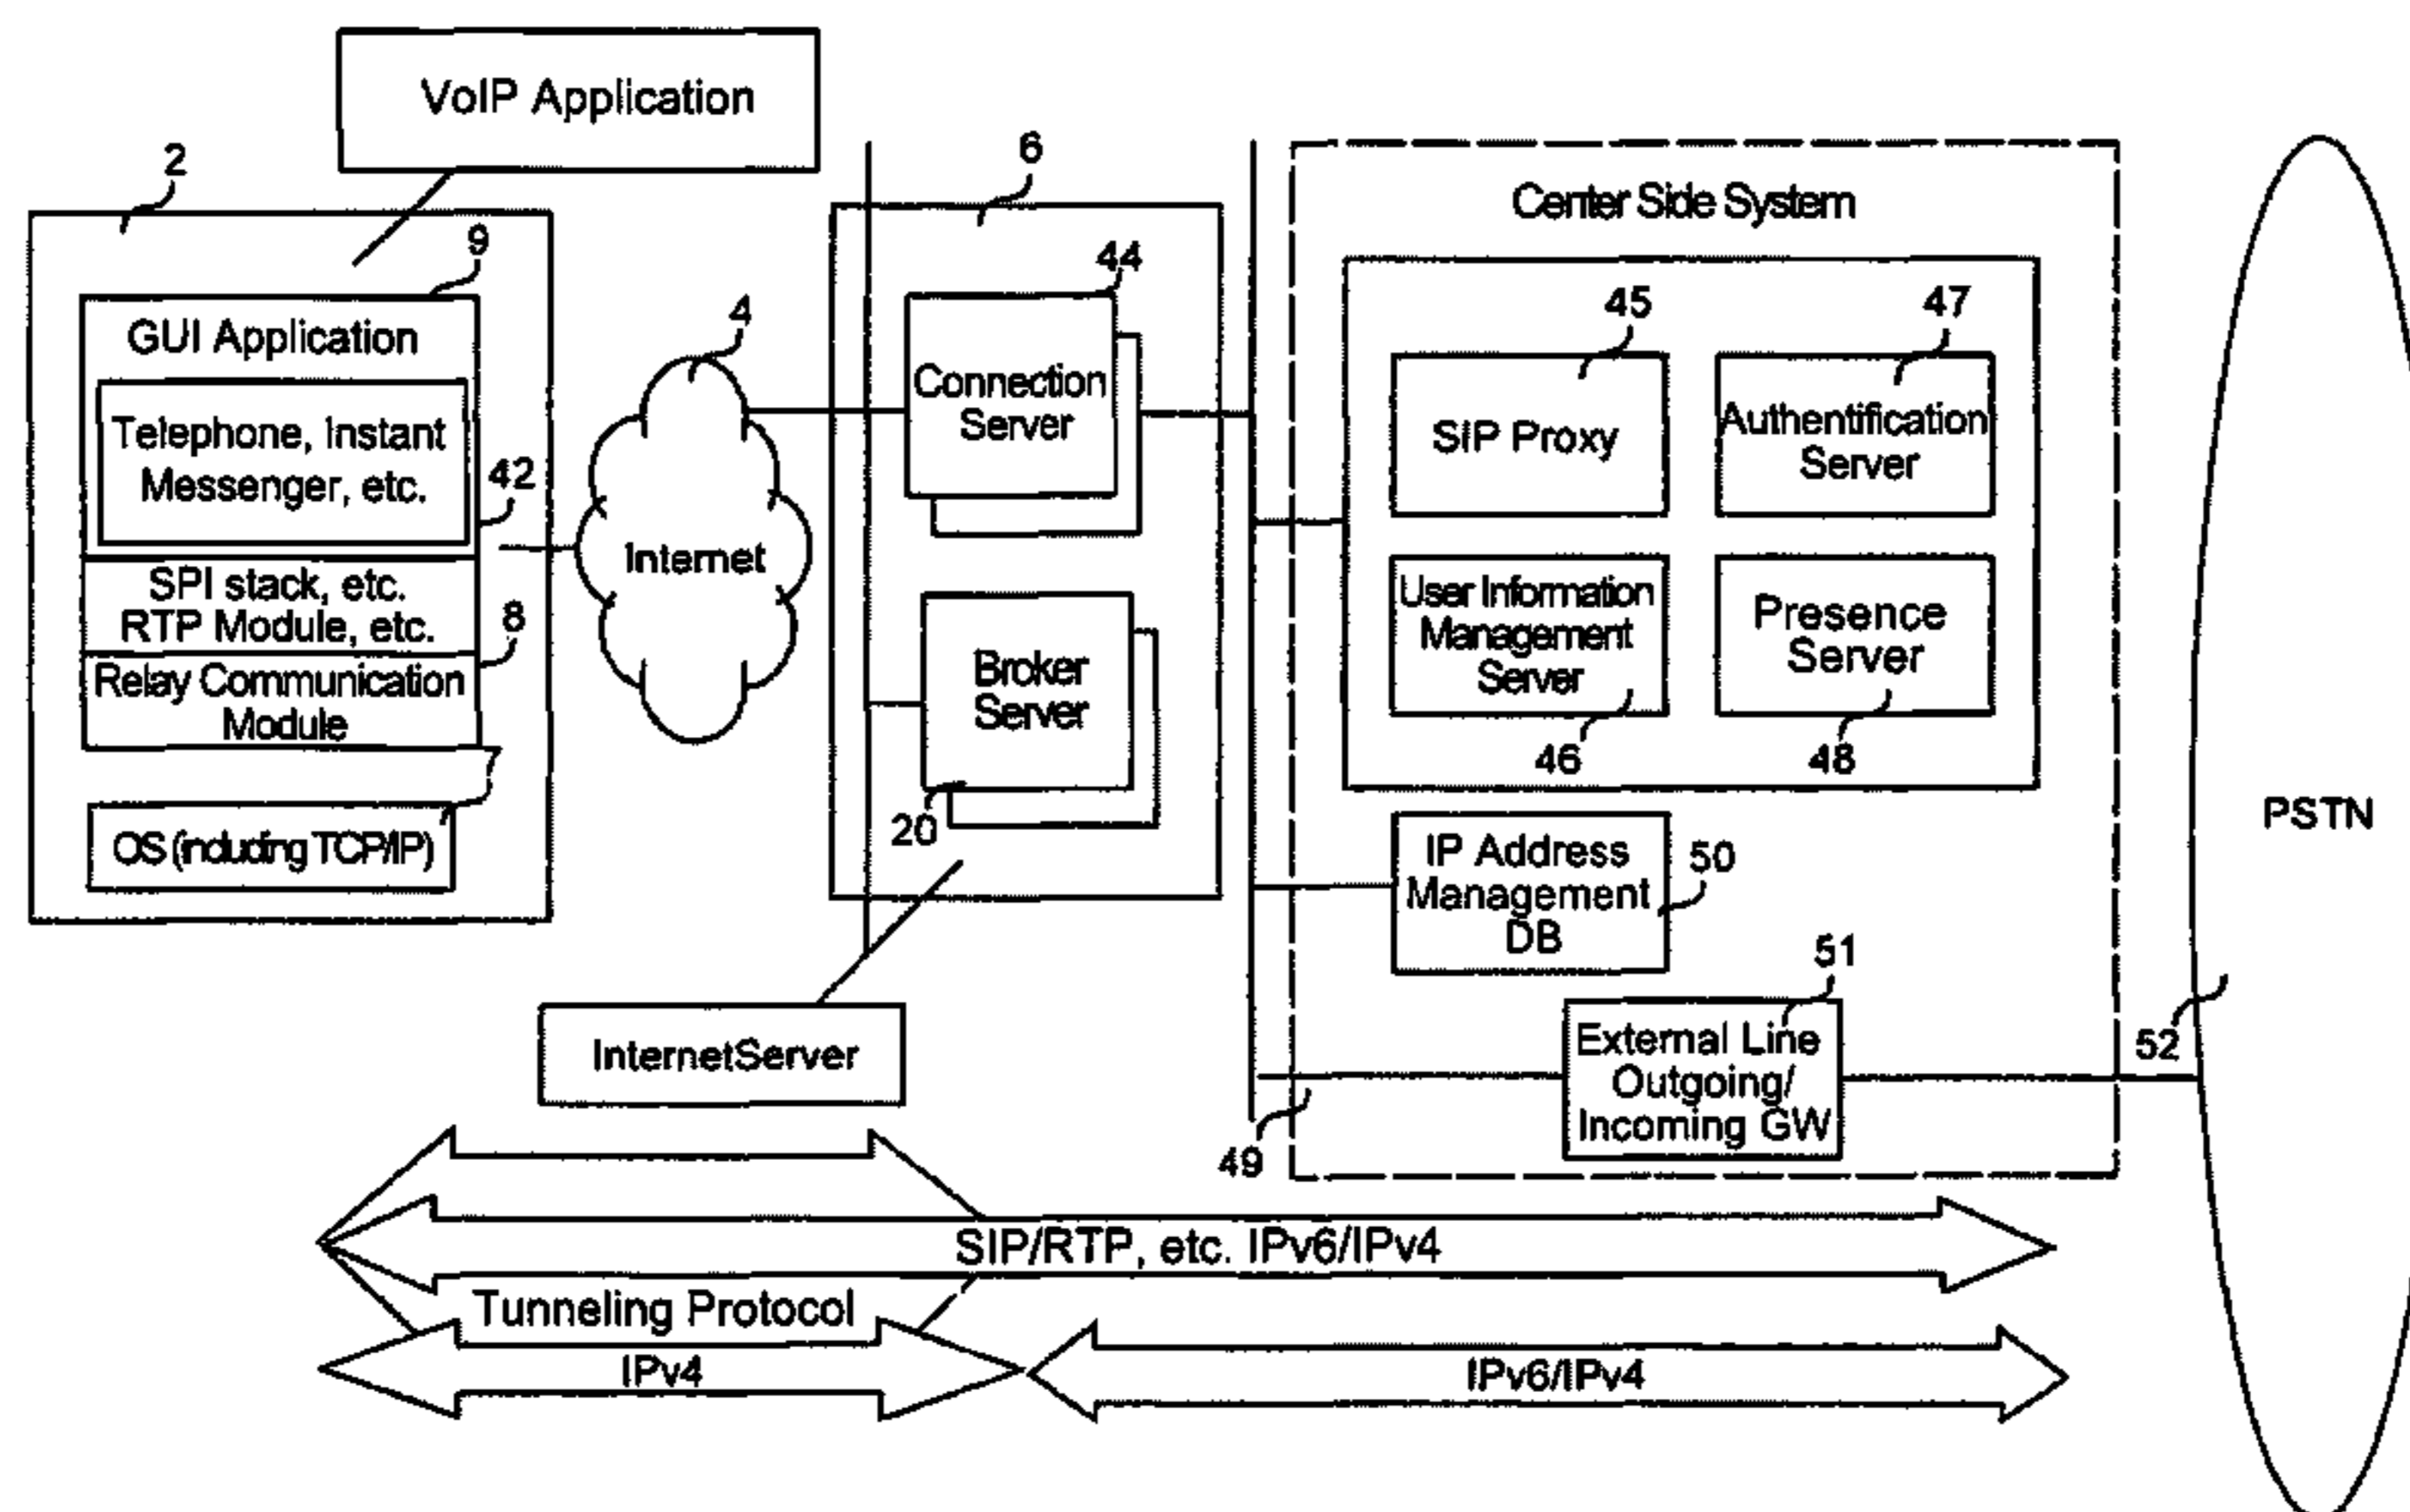 VoIP Application
2
9
GUI Application
Telephone, Instant
Messenger, etc.
42
SPI stack, etc.
RTP Module, etc.
8
Relay Communication
Module
OS (including TCP/IP)
4
Internet
6
44
Connection
Server
Broker
Server
20
InternetServer
Center Side System
45
SIP Proxy
47
Authentification
Server
User Information
Management
Server
46
Presence
Server
48
IP Address
Management
DB
50
51
External Line
Outgoing/
Incoming GW
49
52
PSTN
SIP/RTP, etc. IPv6/IPv4
Tunneling Protocol
IPv4
IPv6/IPv4